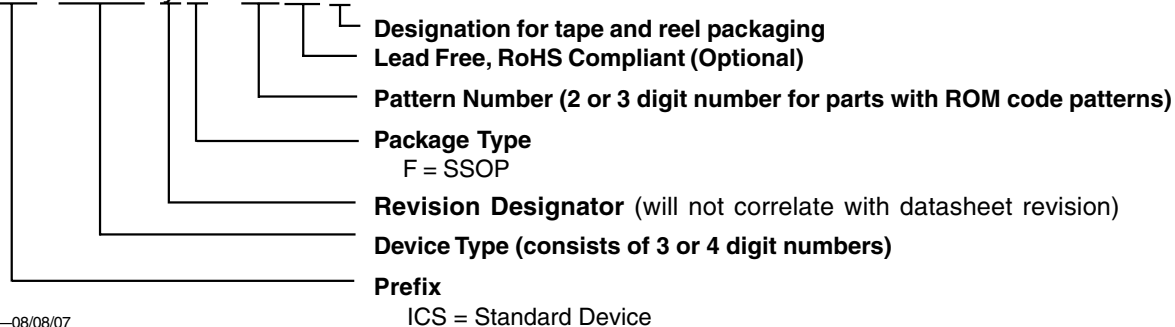 Designation for tape and reel packaging
Lead Free, RoHS Compliant (Optional)
Pattern Number (2 or 3 digit number for parts with ROM code patterns)
Package Type
F = SSOP
Revision Designator (will not correlate with datasheet revision)
Device Type (consists of 3 or 4 digit numbers)
Prefix
ICS = Standard Device
—08/08/07